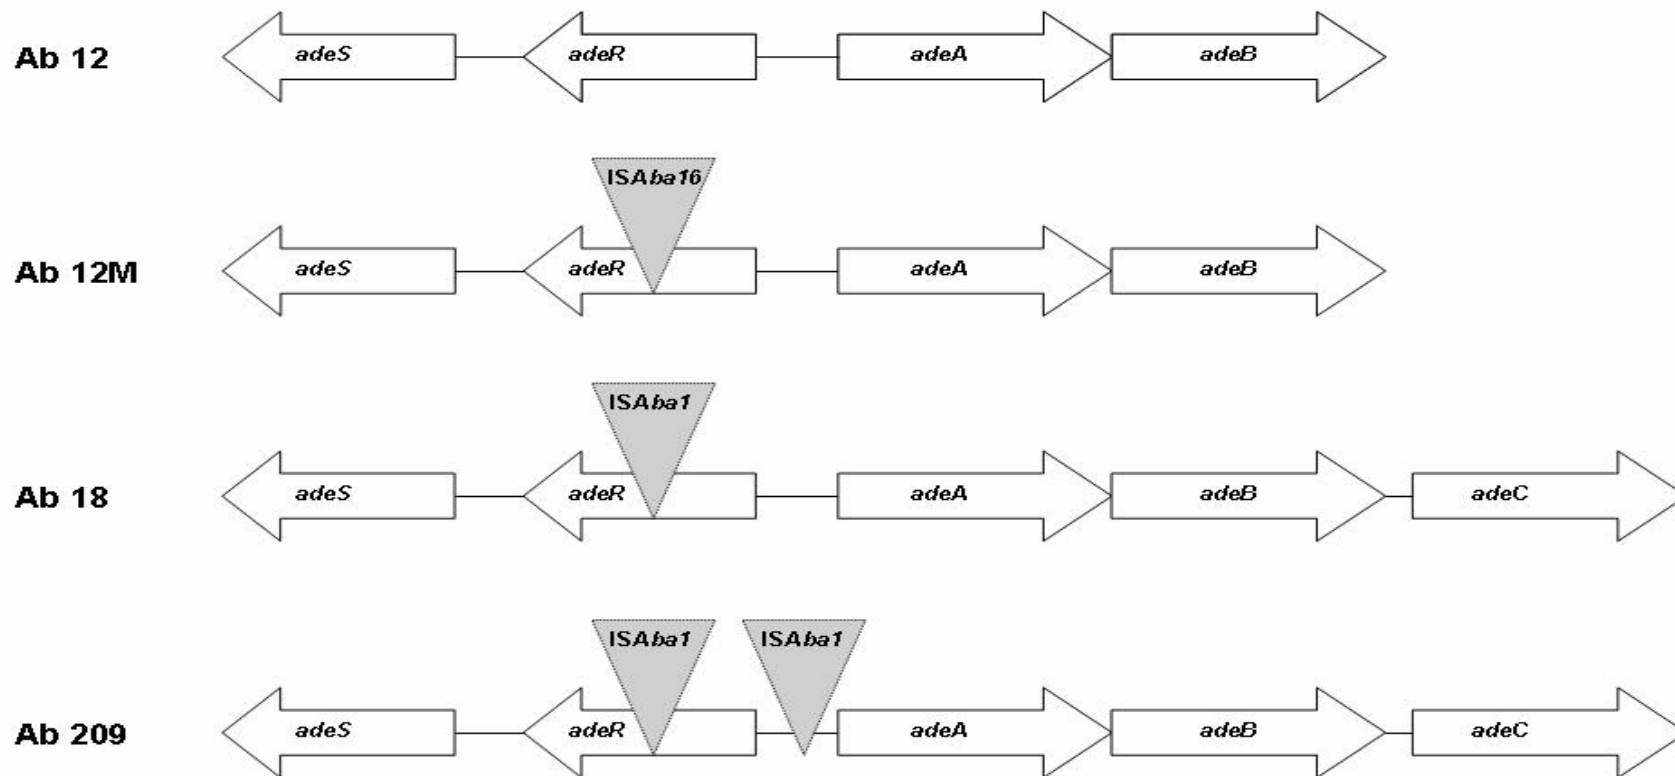 Ab 12 adeS adeR adeA adeB
ISAba16
Ab 12M adeS adeR adeA adeB
ISAba1
Ab 18 adeS adeR adeA adeB adeC
ISAba1 ISAba1
Ab 209 adeS adeR adeA adeB adeC